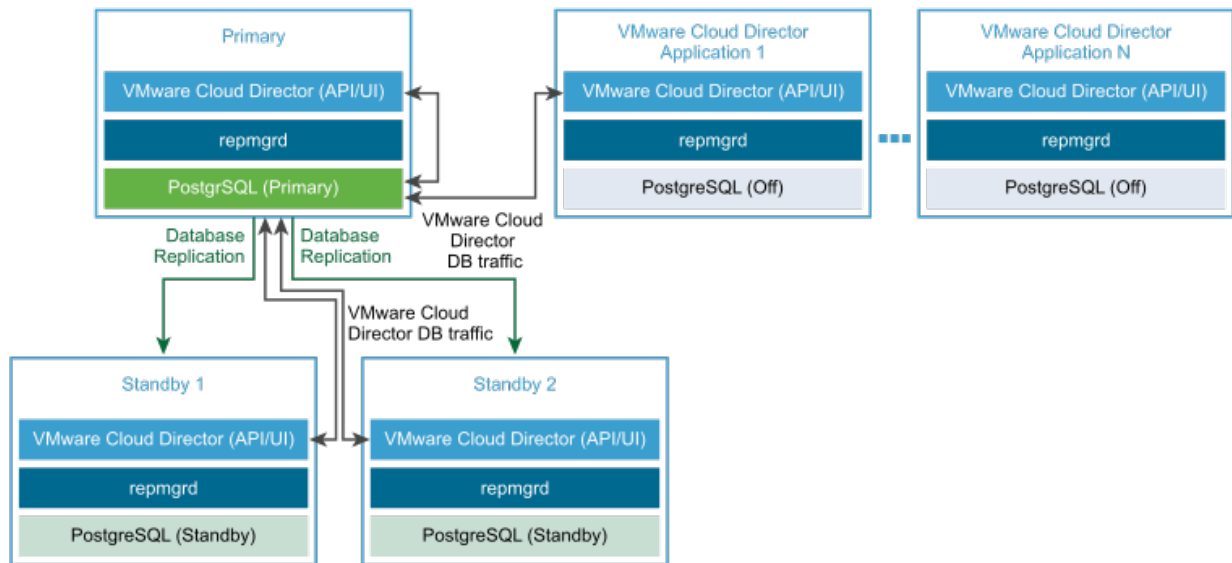 Primary
VMware Cloud Director (API/UI)
repmgrd
PostgrSQL (Primary)
VMware Cloud Director
Application 1
VMware Cloud Director (API/UI)
repmgrd
PostgreSQL (Off)
VMware Cloud Director
Application N
VMware Cloud Director (API/UI)
repmgrd
PostgreSQL (Off)
Database
Replication
Database
Replication
VMware Cloud
Director
DB traffic
VMware Cloud
Director DB traffic
Standby 1
VMware Cloud Director (API/UI)
repmgrd
PostgreSQL (Standby)
Standby 2
VMware Cloud Director (API/UI)
repmgrd
PostgreSQL (Standby)